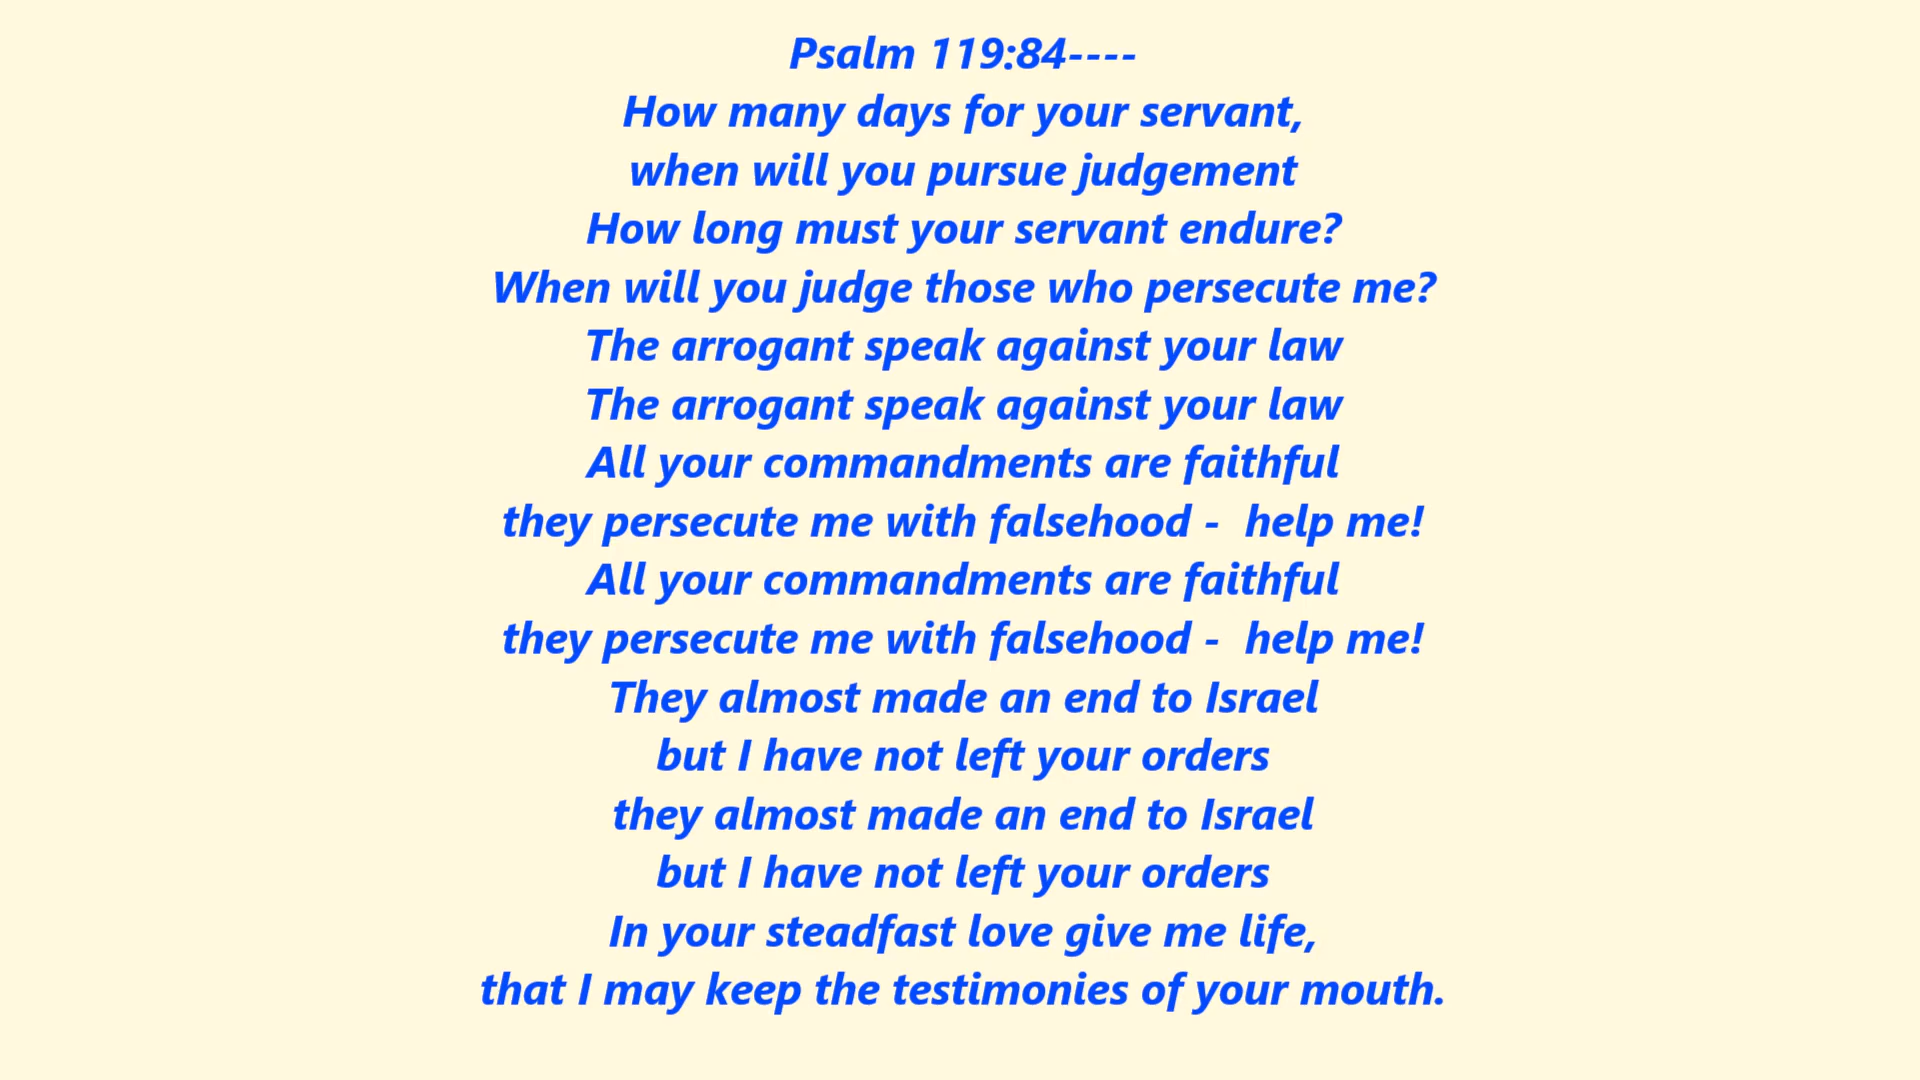 Psalm 119:84----
How many days for your servant,
when will you pursue judgement
How long must your servant endure?
When will you judge those who persecute me?
The arrogant speak against your law
The arrogant speak against your law
All your commandments are faithful
they persecute me with falsehood -  help me!
All your commandments are faithful
they persecute me with falsehood -  help me!
They almost made an end to Israel
but I have not left your orders
they almost made an end to Israel
but I have not left your orders
In your steadfast love give me life,
that I may keep the testimonies of your mouth.